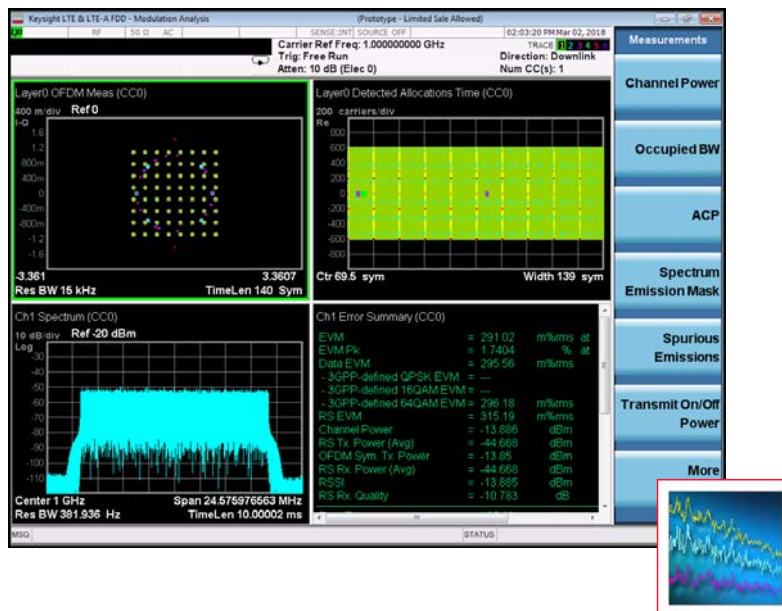 Keysight LTE & LTE-A FDD - Modulation Analysis
(Prototype - Limited Sale Allowed)
RF
50 Ω
AC
SENSE:INT
SOURCE OFF
02:03:20 PM Mar 02, 2018
Carrier Ref Freq: 1.000000000 GHz
TRACE 1 2 3 4 5 6
Trig: Free Run
Direction: Downlink
Atten: 10 dB (Elec 0)
Num CC(s): 1
Measurements
Channel Power
Occupied BW
ACP
Spectrum
Emission Mask
Spurious
Emissions
Transmit On/Off
Power
More
Layer0 OFDM Meas (CC0)
400 m/div
Ref 0
I-Q
1.6
1.2
800m
400m
0
-400m
-800m
-1.2
-1.6
-3.361
3.3607
Res BW 15 kHz
TimeLen 140 Sym
Layer0 Detected Allocations Time (CC0)
200 carriers/div
Re
800
600
400
200
0
-200
-400
-600
Ctr 69.5 sym
Width 139 sym
Ch1 Spectrum (CC0)
10 dB/div
Ref -20 dBm
Log
-30
-40
-50
-60
-70
-80
-90
-100
-110
Center 1 GHz
Span 24.575976563 MHz
Res BW 381.936 Hz
TimeLen 10.00002 ms
Ch1 Error Summary (CC0)
EVM = 291.02 m%rms at
EVM Pk = 1.7404 % at
Data EVM = 295.56 m%rms
- 3GPP-defined QPSK EVM = ---
- 3GPP-defined 16QAM EVM = ---
- 3GPP-defined 64QAM EVM = 296.18 m%rms
RS EVM = 315.19 m%rms
Channel Power = -13.886 dBm
RS Tx. Power (Avg) = -44.668 dBm
OFDM Sym. Tx. Power = -13.85 dBm
RS Rx. Power (Avg) = -44.668 dBm
RSSI = -13.885 dBm
RS Rx. Quality = -10.783 dB
MSG
STATUS